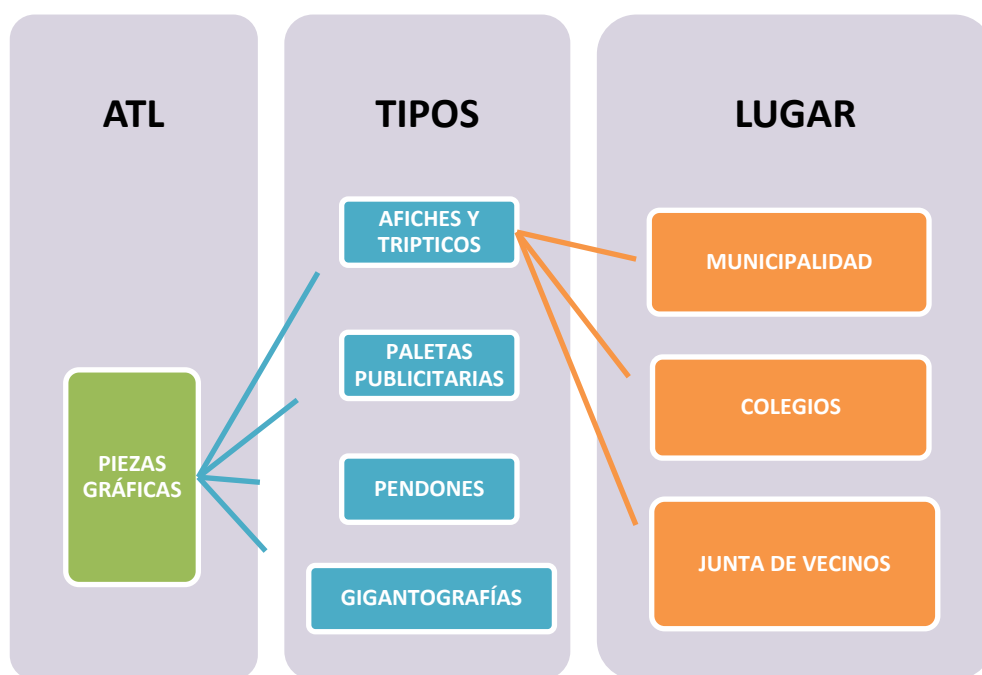 ATL
TIPOS
LUGAR
PIEZAS
GRÁFICAS
AFICHES Y
TRIPTICOS
PALETAS
PUBLICITARIAS
PENDONES
GIGANTOGRAFÍAS
MUNICIPALIDAD
COLEGIOS
JUNTA DE VECINOS